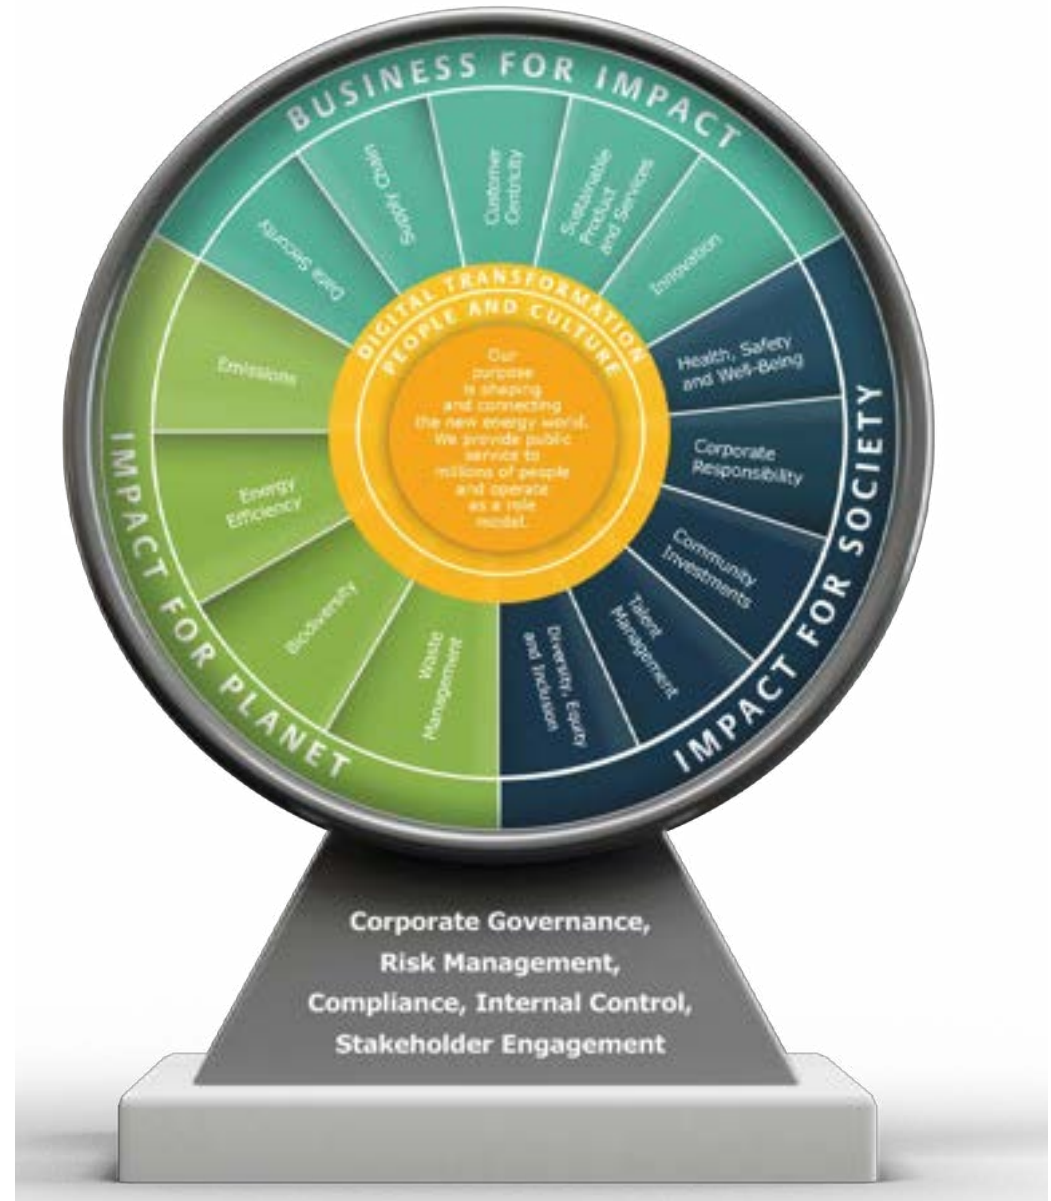 BUSINESS FOR IMPACT
Data Security
Supply Chain
Customer
Centricity
Sustainable
Product
and Services
Innovation
IMPACT FOR SOCIETY
Health, Safety
and Well-Being
Corporate
Responsibility
Community
Investments
Talent
Management
Diversity, Equity
and Inclusion
IMPACT FOR PLANET
Emissions
Energy
Efficiency
Biodiversity
Waste
Management
DIGITAL TRANSFORMATION
PEOPLE AND CULTURE
Our
purpose
is shaping
and connecting
the new energy world.
We provide public
service to
millions of people
and operate
as a role
model.
Corporate Governance,
Risk Management,
Compliance, Internal Control,
Stakeholder Engagement